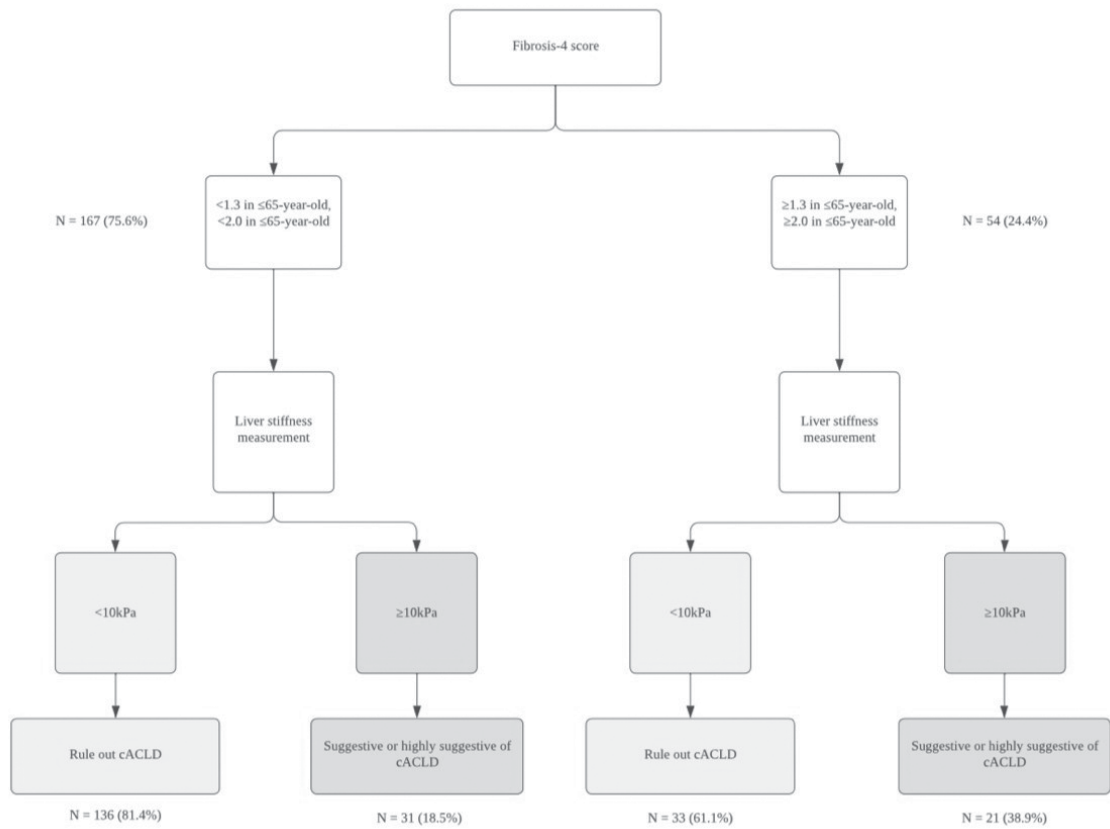 Fibrosis-4 score
N = 167 (75.6%)
<1.3 in ≤65-year-old,
<2.0 in ≤65-year-old
≥1.3 in ≤65-year-old,
≥2.0 in ≤65-year-old
N = 54 (24.4%)
Liver stiffness
measurement
Liver stiffness
measurement
<10kPa
≥10kPa
<10kPa
≥10kPa
Rule out cACLD
Suggestive or highly suggestive of
cACLD
Rule out cACLD
Suggestive or highly suggestive of
cACLD
N = 136 (81.4%)
N = 31 (18.5%)
N = 33 (61.1%)
N = 21 (38.9%)